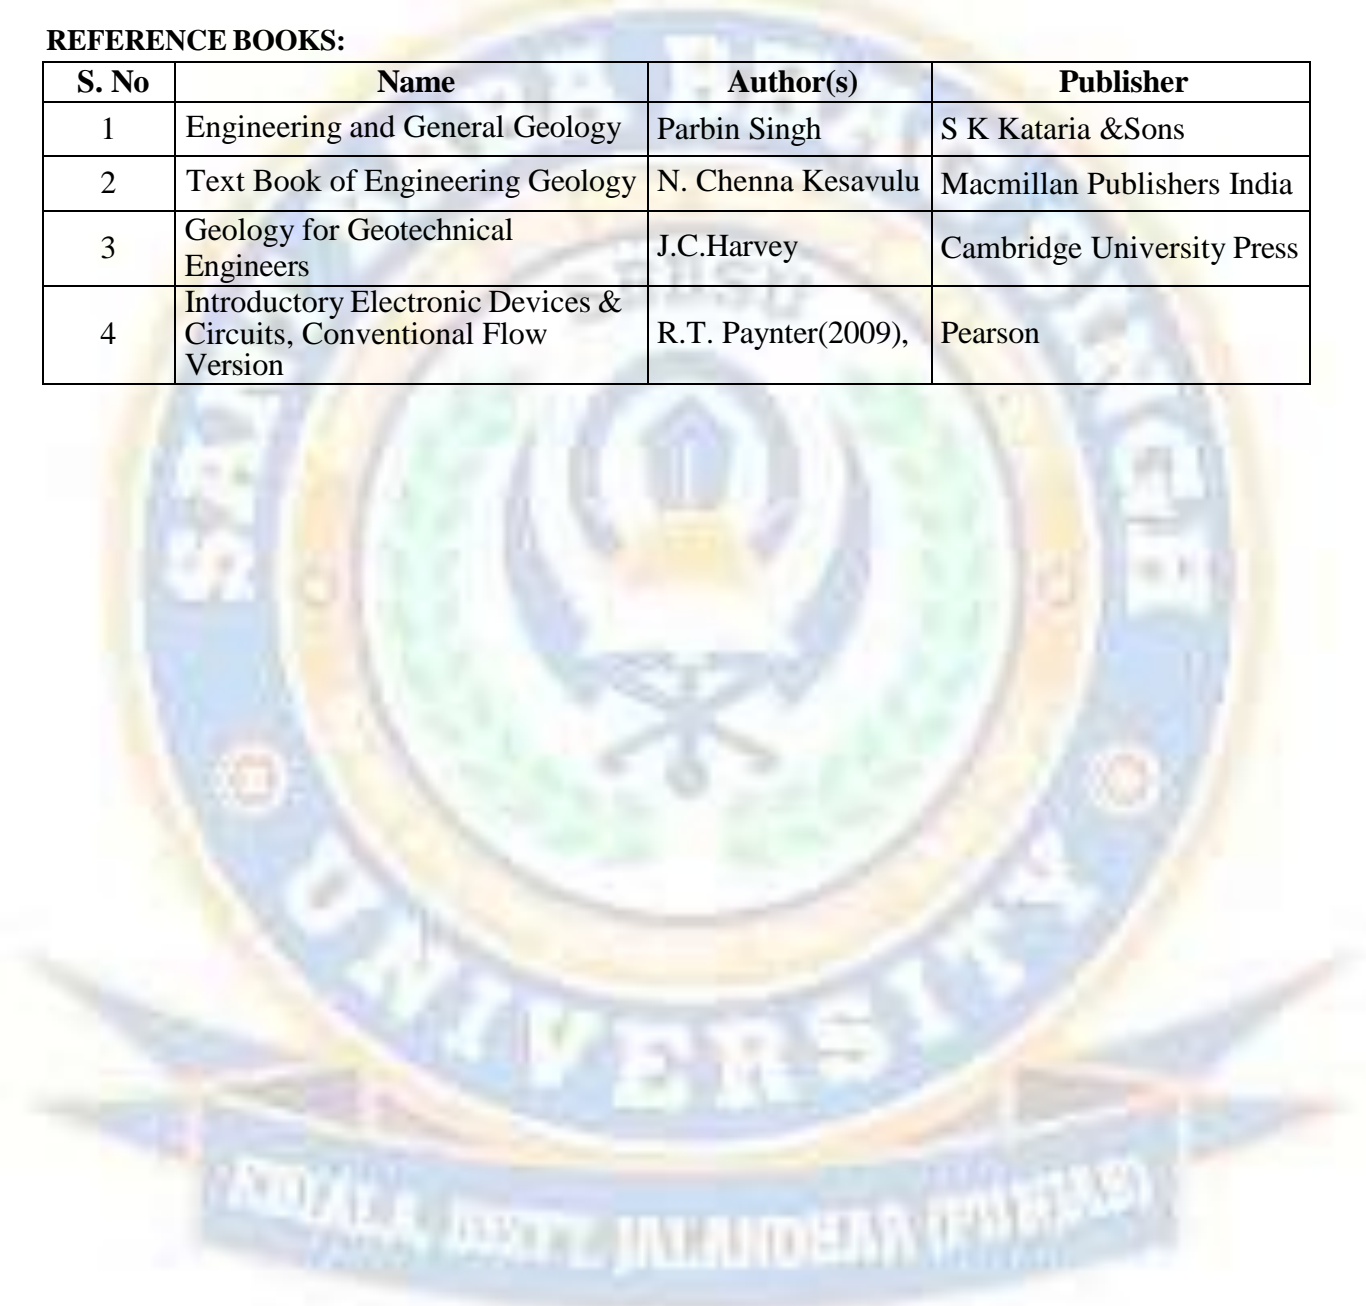 REFERENCE BOOKS:
S. No Name Author(s) Publisher
1 Engineering and General Geology Parbin Singh S K Kataria &Sons
2 Text Book of Engineering Geology N. Chenna Kesavulu Macmillan Publishers India
3 Geology for Geotechnical
Engineers J.C.Harvey Cambridge University Press
4 Introductory Electronic Devices &
Circuits, Conventional Flow
Version R.T. Paynter(2009), Pearson
UNIVERSITY
JALANDHAR (PUNJAB)